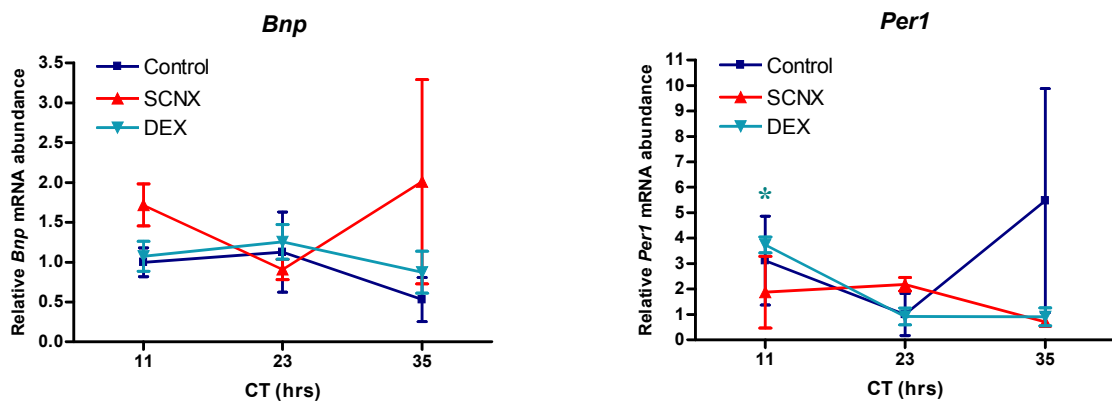 Bnp
Relative Bnp mRNA abundance
3.5
3.0
2.5
2.0
1.5
1.0
0.5
0.0
Control
SCNX
DEX
11 23 35
CT (hrs)
Per1
Relative Per1 mRNA abundance
11
10
9
8
7
6
5
4
3
2
1
0
Control
SCNX
DEX
*
11 23 35
CT (hrs)